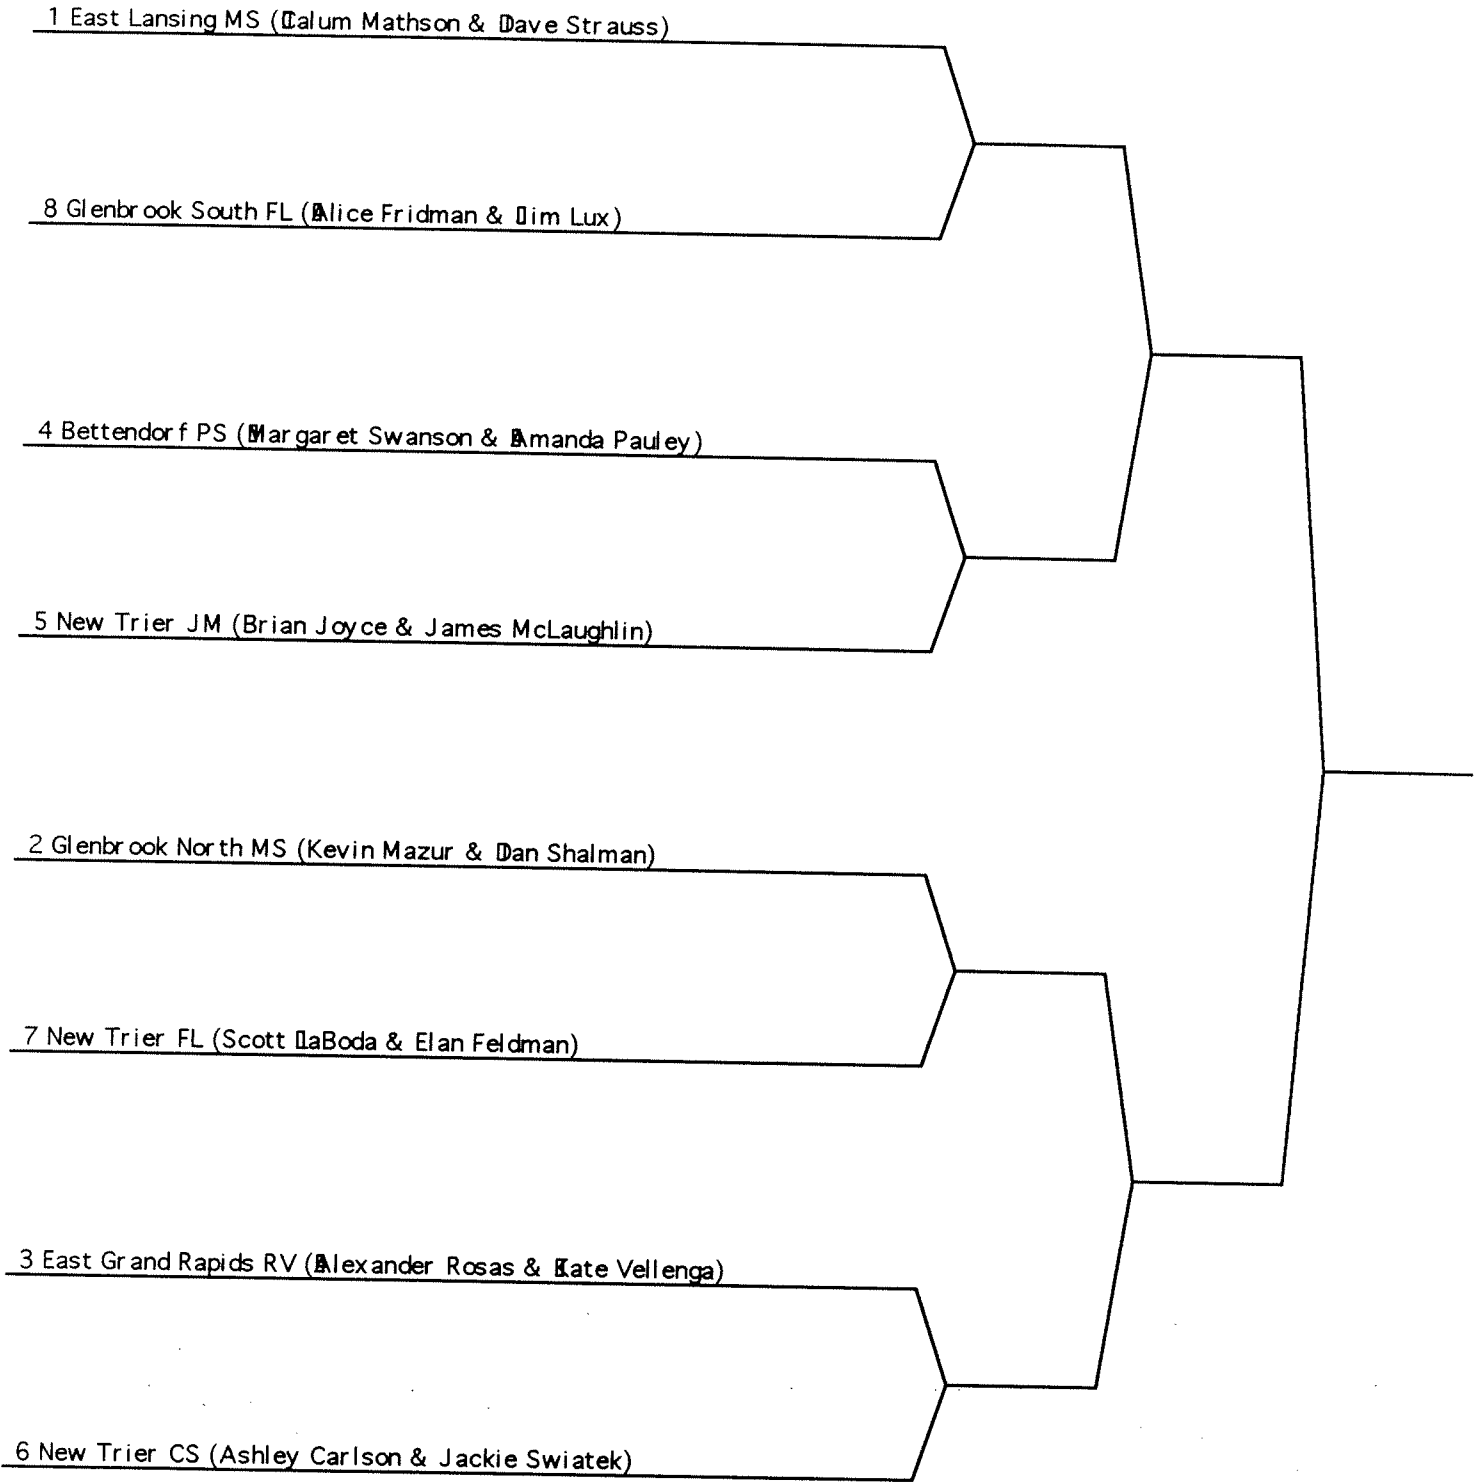 1 East Lansing MS (Calum Mathson & Dave Strauss)
8 Glenbrook South FL (Alice Fridman & Jim Lux)
4 Bettendorf PS (Margaret Swanson & Amanda Pauley)
5 New Trier JM (Brian Joyce & James McLaughlin)
2 Glenbrook North MS (Kevin Mazur & Dan Shalman)
7 New Trier FL (Scott LaBoda & Elan Feldman)
3 East Grand Rapids RV (Alexander Rosas & Kate Vellenga)
6 New Trier CS (Ashley Carlson & Jackie Swiatek)